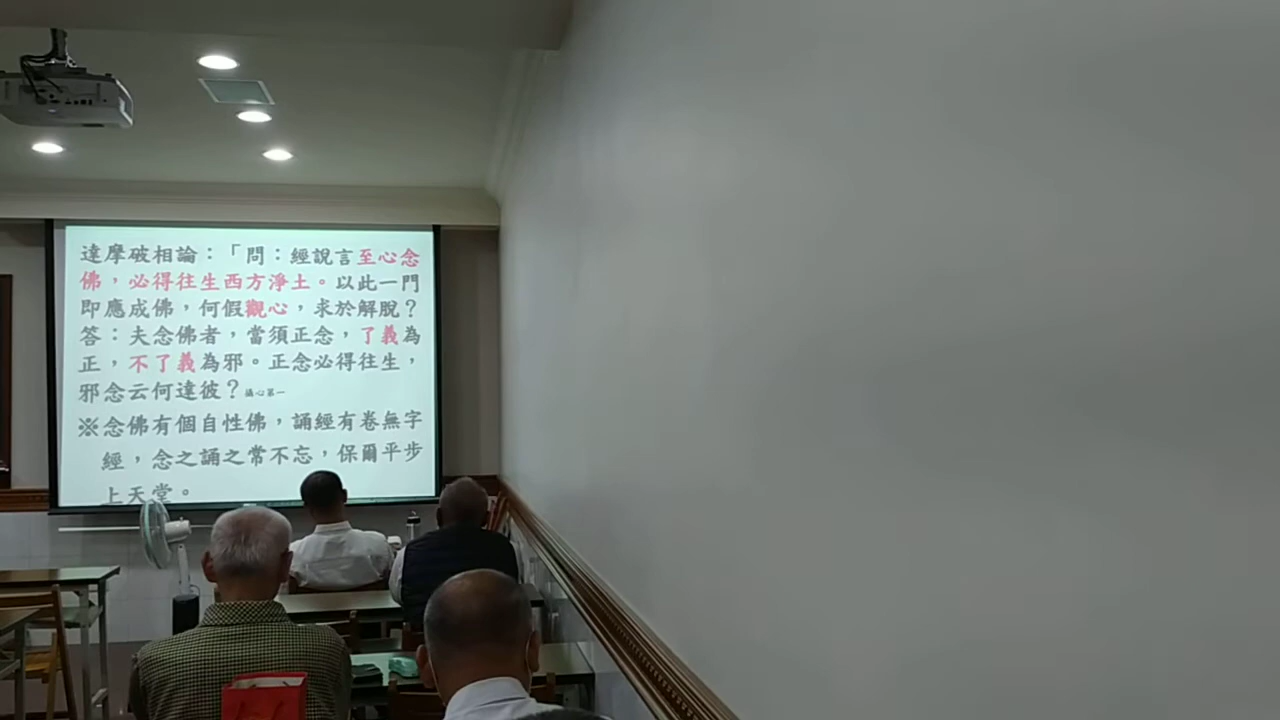 達摩破相論：「問：經說言至心念
佛，必得往生西方淨土。以此一門
即應成佛，何假觀心，求於解脫？
答：夫念佛者，當須正念，了義為
正，不了義為邪。正念必得往生，
邪念云何達彼？攝心第一
※念佛有個自性佛，誦經有卷無字
經，念之誦之常不忘，保爾平步
上天堂。